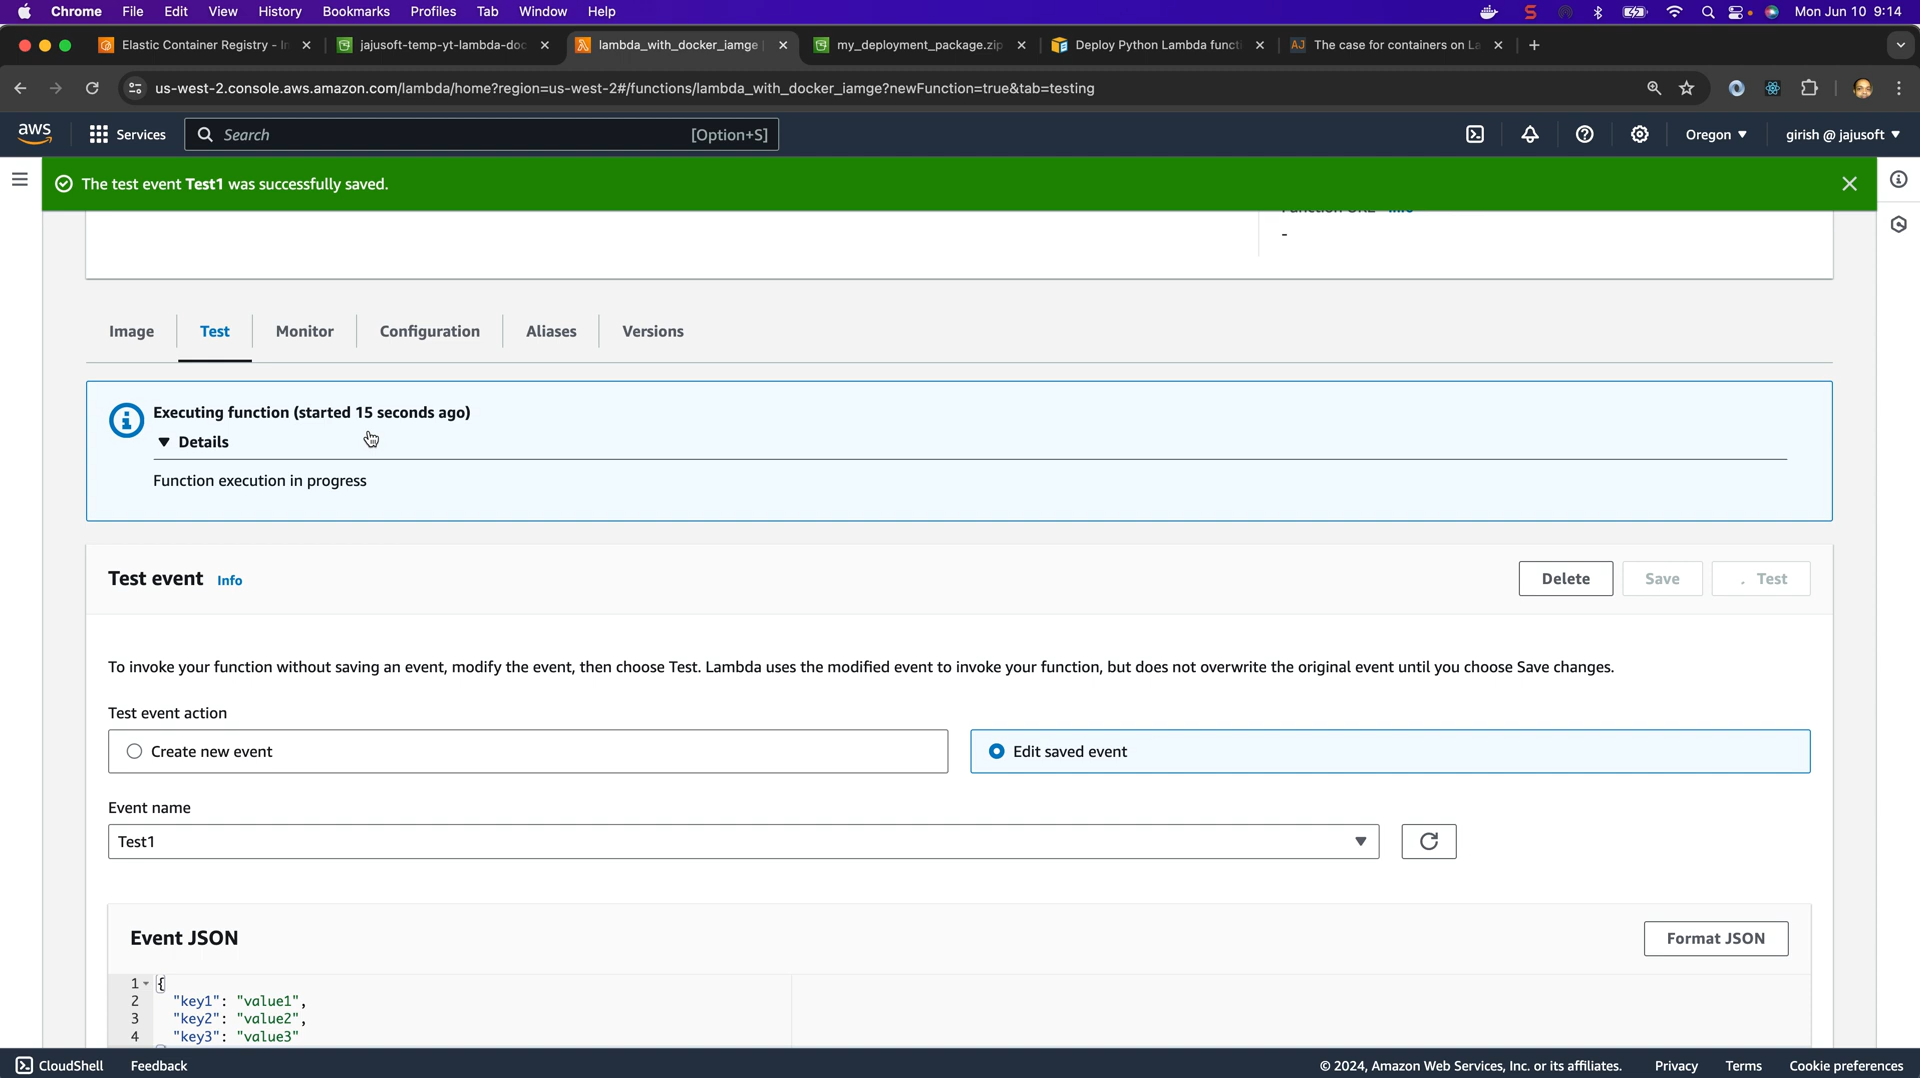 Chrome File Edit View History Bookmarks Profiles Tab Window Help Mon Jun 10 9:14
Elastic Container Registry - jajusoft-temp-yt-lambda-doc lambda_with_docker_iamge my_deployment_package.zip Deploy Python Lambda functi The case for containers on La
us-west-2.console.aws.amazon.com/lambda/home?region=us-west-2#/functions/lambda_with_docker_iamge?newFunction=true&tab=testing
aws Services Search [Option+S] Oregon girish @ jajusoft
The test event Test1 was successfully saved.
-
Image Test Monitor Configuration Aliases Versions
Executing function (started 15 seconds ago)
Details
Function execution in progress
Test event Info Delete Save Test
To invoke your function without saving an event, modify the event, then choose Test. Lambda uses the modified event to invoke your function, but does not overwrite the original event until you choose Save changes.
Test event action
Create new event Edit saved event
Event name
Test1
Event JSON Format JSON
1 {
2 "key1": "value1",
3 "key2": "value2",
4 "key3": "value3"
CloudShell Feedback © 2024, Amazon Web Services, Inc. or its affiliates. Privacy Terms Cookie preferences